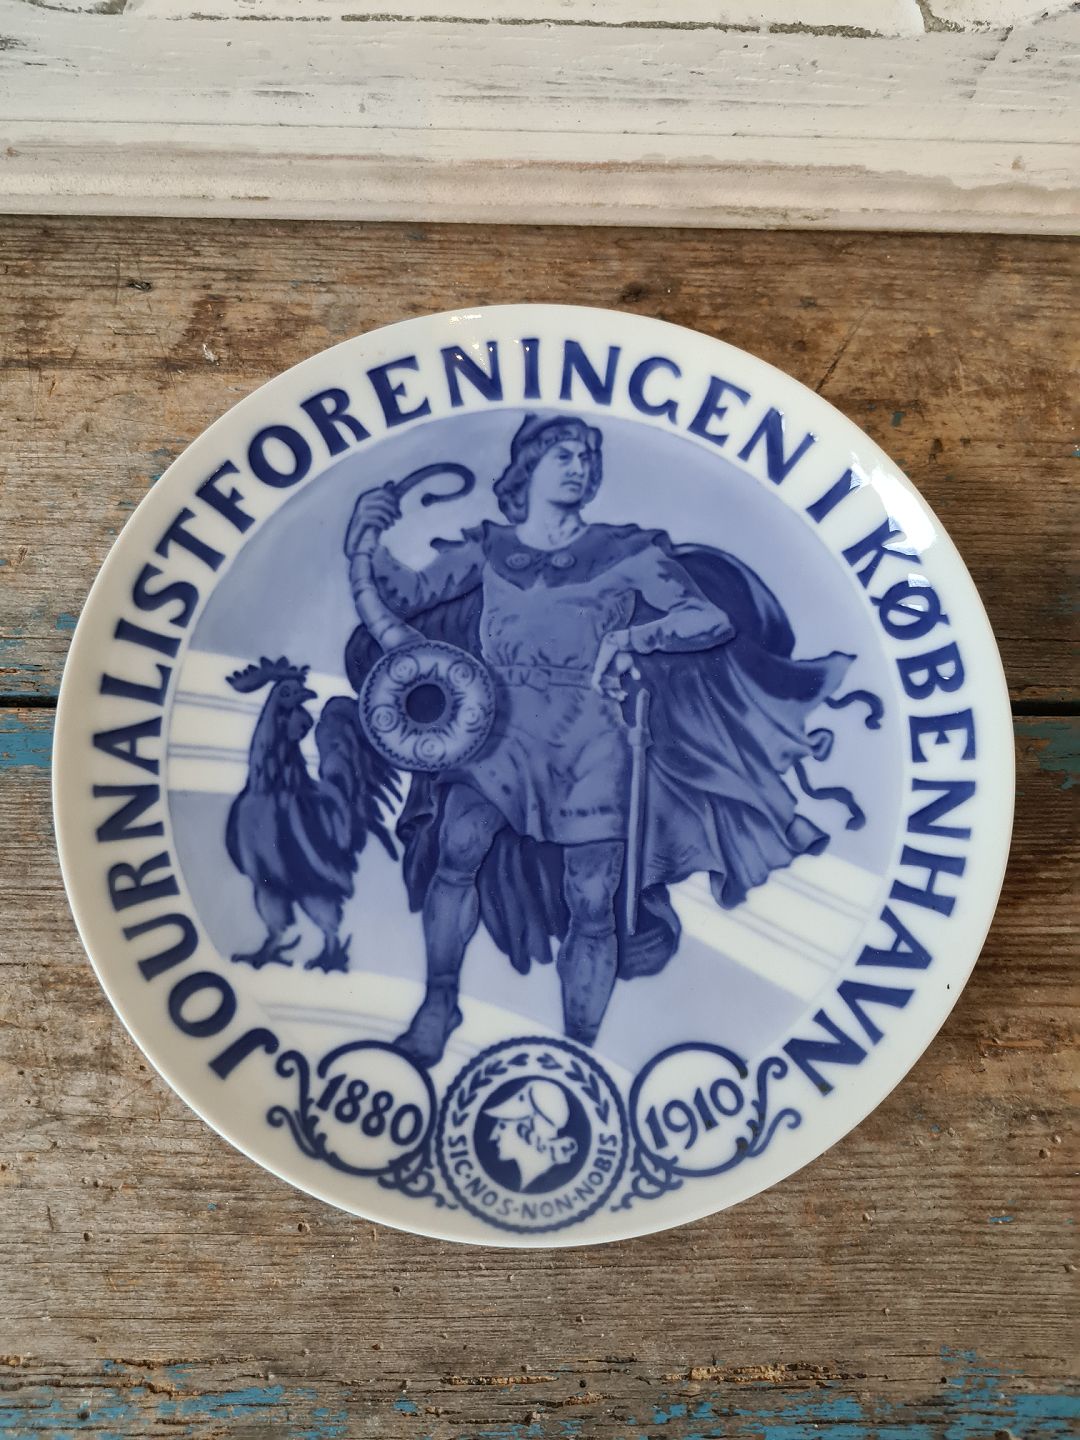 JOURNALISTFORENINGEN I KØBENHAVN
1880
SIC·NOS·NON·NOBIS
1910